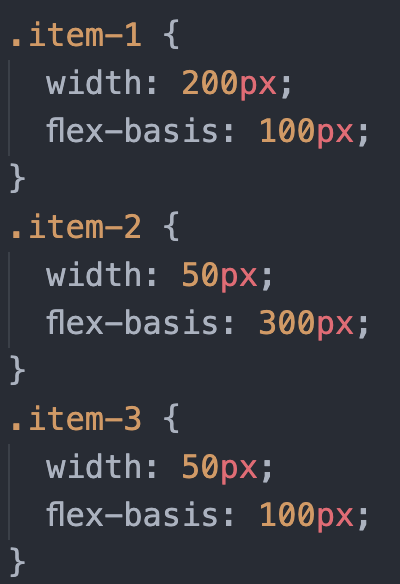 .item-1 {
  width: 200px;
  flex-basis: 100px;
}
.item-2 {
  width: 50px;
  flex-basis: 300px;
}
.item-3 {
  width: 50px;
  flex-basis: 100px;
}